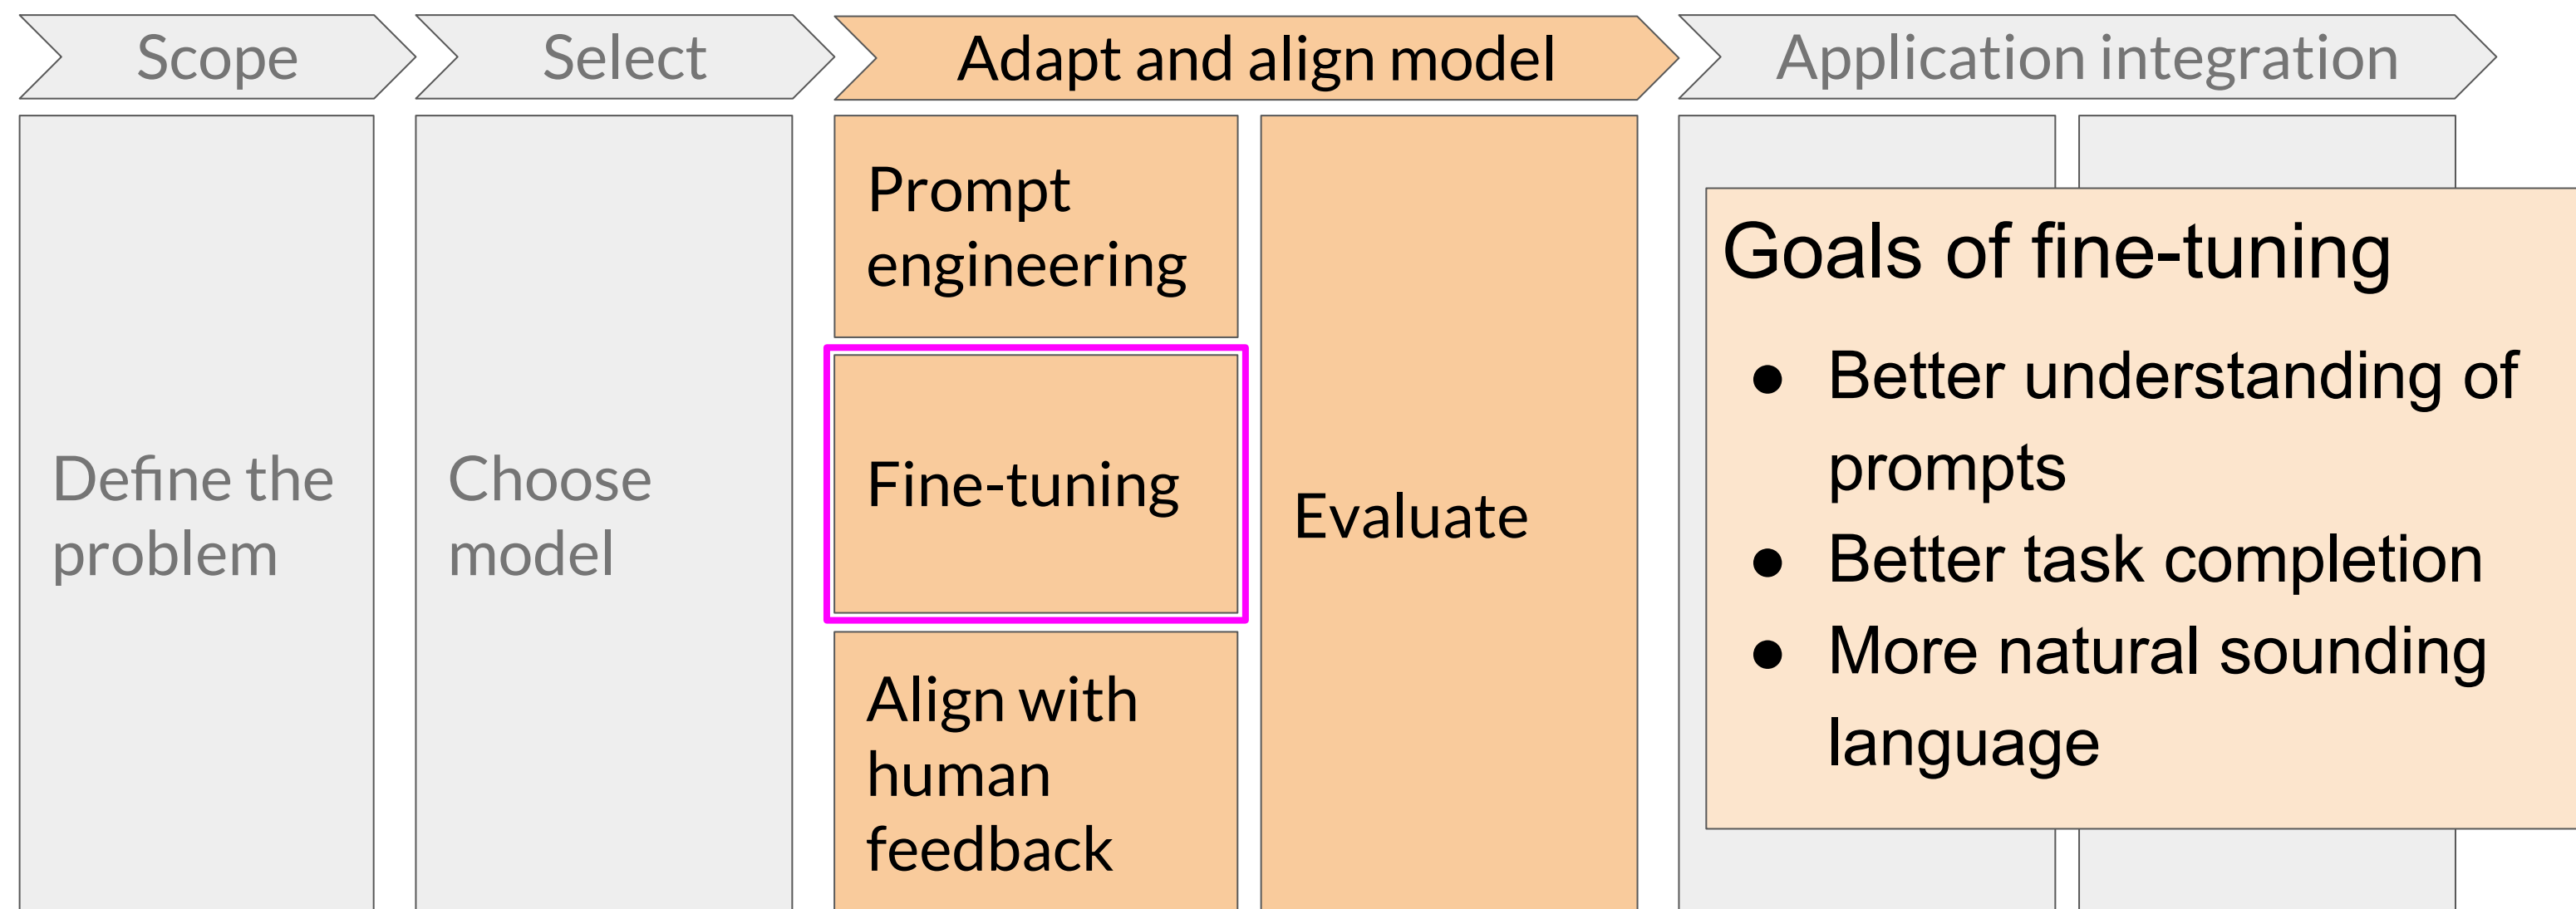 Scope
Select
Adapt and align model
Application integration
Define the
problem
Choose
model
Prompt
engineering
Fine-tuning
Align with
human
feedback
Evaluate
Goals of fine-tuning
● Better understanding of
prompts
● Better task completion
● More natural sounding
language